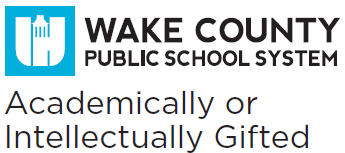 WAKE COUNTY
PUBLIC SCHOOL SYSTEM
Academically or
Intellectually Gifted